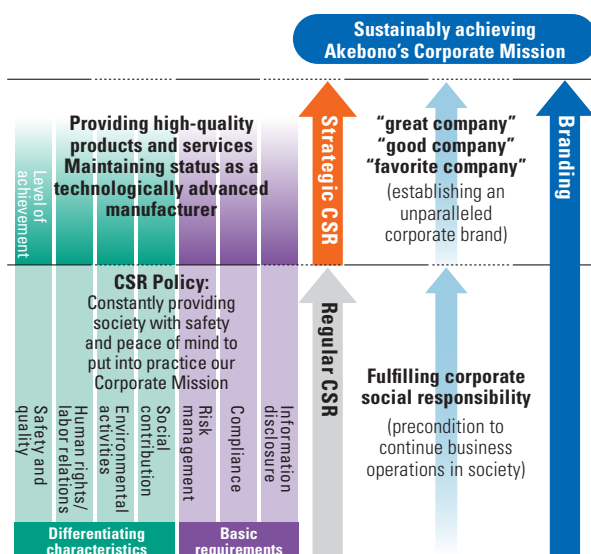 Sustainably achieving
Akebono's Corporate Mission
Providing high-quality
products and services
Maintaining status as a
technologically advanced
manufacturer
Level of
achievement
Strategic CSR
“great company”
“good company”
“favorite company”
(establishing an
unparalleled
corporate brand)
Branding
CSR Policy:
Constantly providing
society with safety
and peace of mind to
put into practice our
Corporate Mission
Regular CSR
Fulfilling corporate
social responsibility
(precondition to
continue business
operations in society)
Safety and
quality
Human rights/
labor relations
Environmental
activities
Social
contribution
Risk
management
Compliance
Information
disclosure
Differentiating
characteristics
Basic
requirements